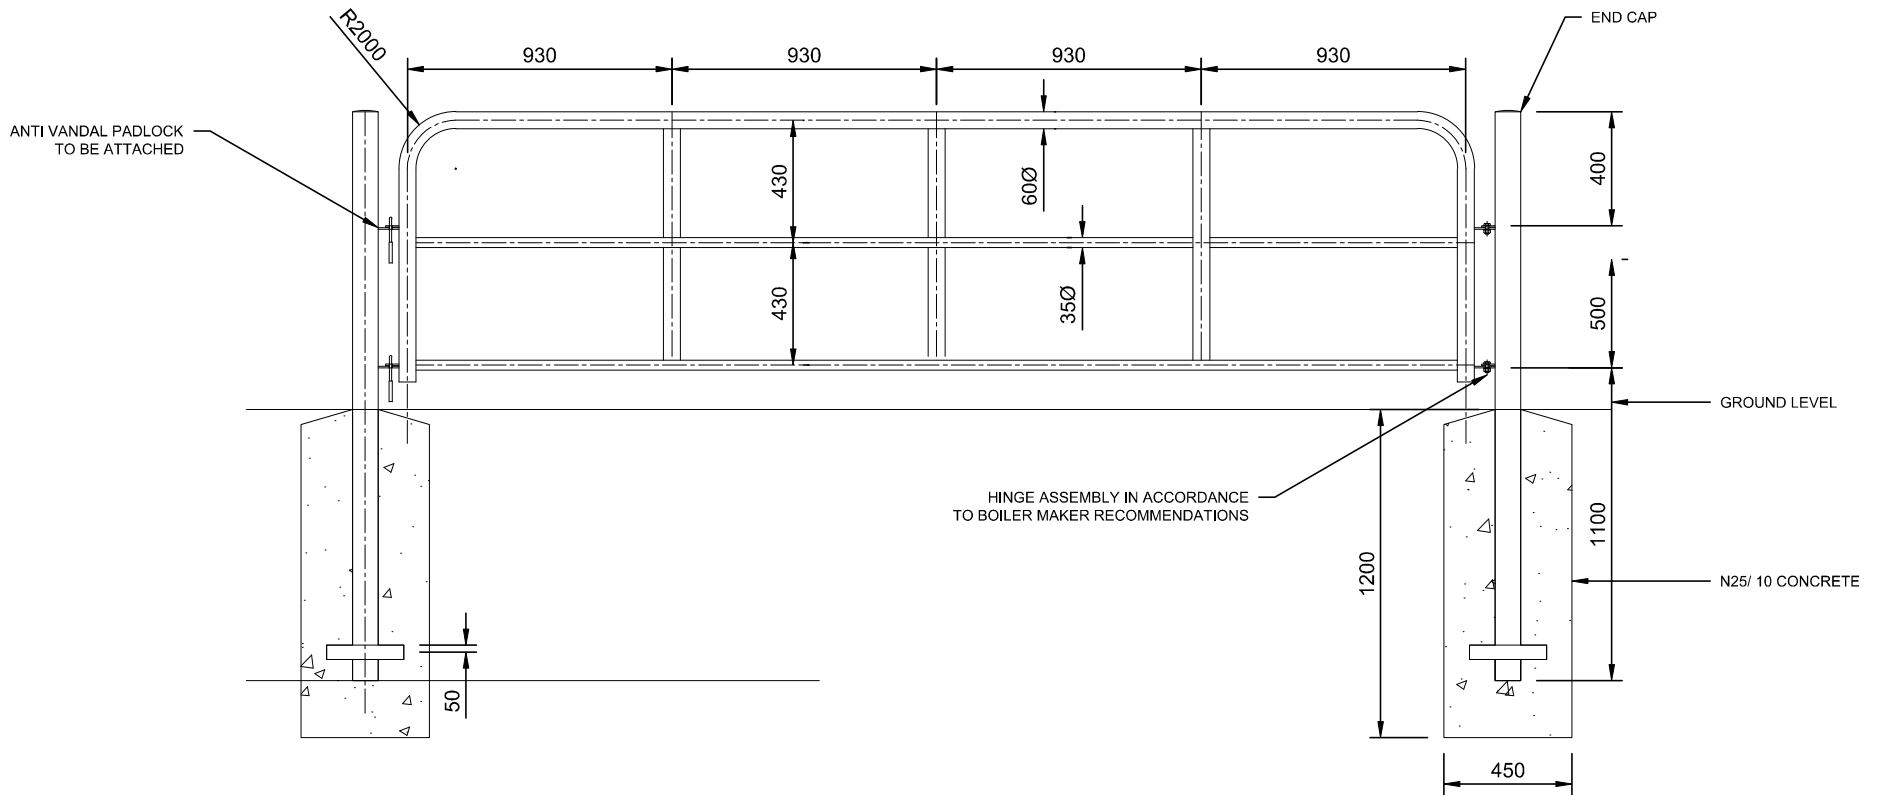 END CAP
R2000
930
930
930
930
ANTI VANDAL PADLOCK
TO BE ATTACHED
430
60Ø
400
430
35Ø
500
GROUND LEVEL
HINGE ASSEMBLY IN ACCORDANCE
TO BOILER MAKER RECOMMENDATIONS
1200
1100
N25/ 10 CONCRETE
50
450